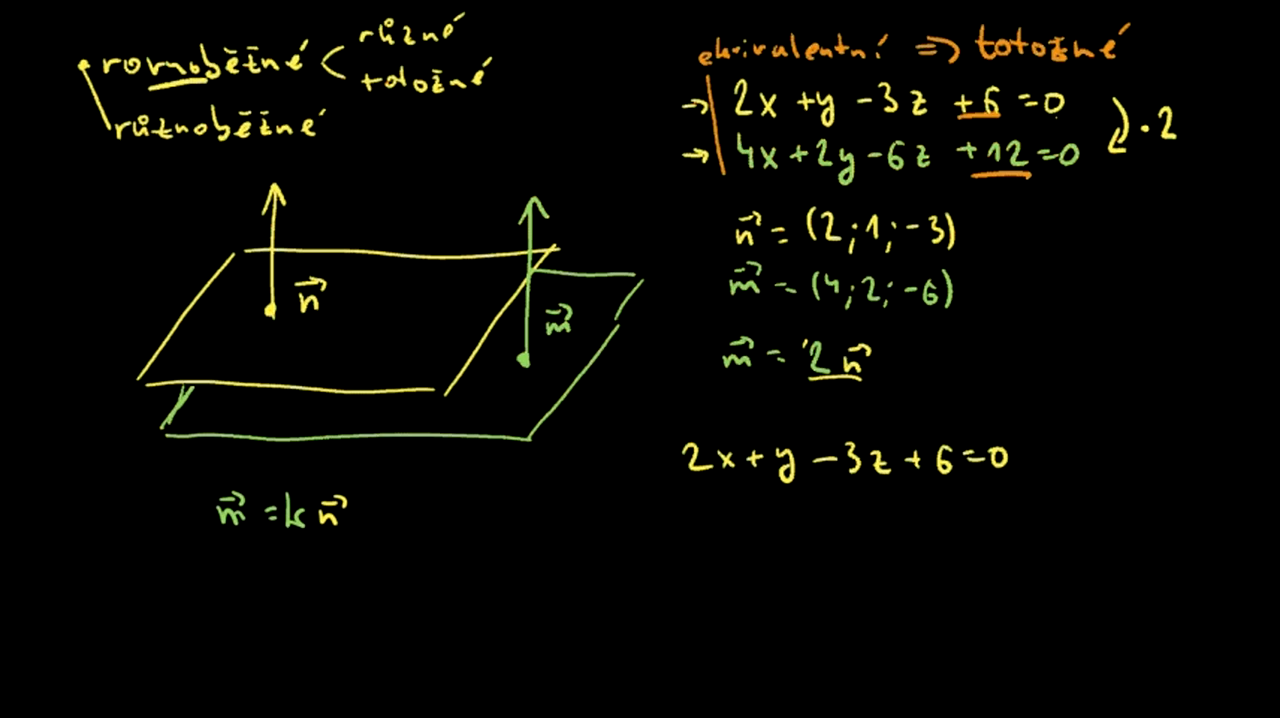 rovnoběžné < různé
totožné
různoběžné
n⃗
m⃗
m⃗ = k n⃗
ekvivalentní => totožné
→ 2x + y - 3z + 6 = 0
→ 4x + 2y - 6z + 12 = 0
· 2
n⃗ = (2; 1; -3)
m⃗ = (4; 2; -6)
m⃗ = 2 n⃗
2x + y - 3z + 6 = 0